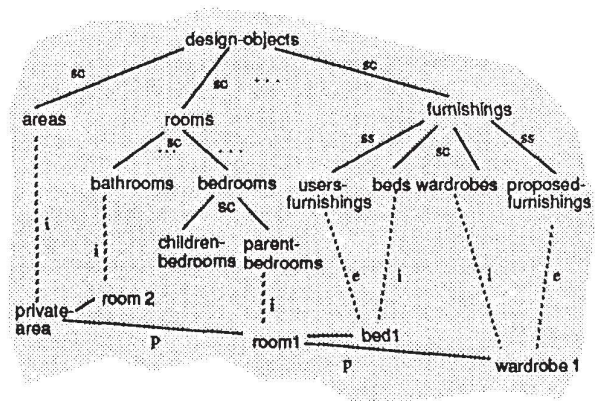 design-objects
sc
sc
. . .
sc
areas
rooms
furnishings
sc
. . .
. . .
ss
sc
ss
bathrooms
bedrooms
users-
furnishings
beds
wardrobes
proposed-
furnishings
sc
i
i
children-
bedrooms
parent-
bedrooms
e
i
i
e
i
private-
area
room 2
p
room1
bed1
p
wardrobe 1